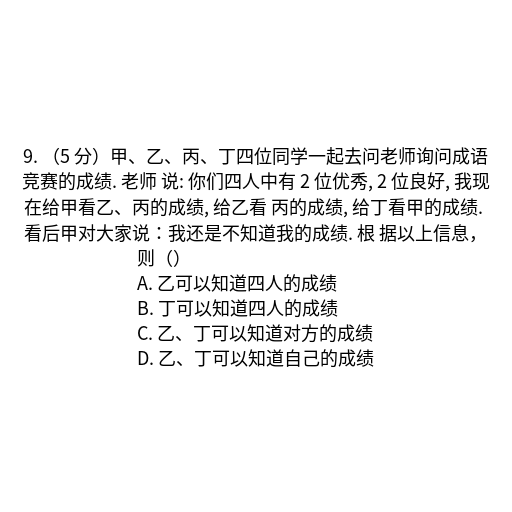 9. （5 分）甲、乙、丙、丁四位同学一起去问老师询问成语
竞赛的成绩. 老师 说: 你们四人中有 2 位优秀, 2 位良好, 我现
在给甲看乙、丙的成绩, 给乙看 丙的成绩, 给丁看甲的成绩.
看后甲对大家说：我还是不知道我的成绩. 根 据以上信息，
则（）
A. 乙可以知道四人的成绩
B. 丁可以知道四人的成绩
C. 乙、丁可以知道对方的成绩
D. 乙、丁可以知道自己的成绩